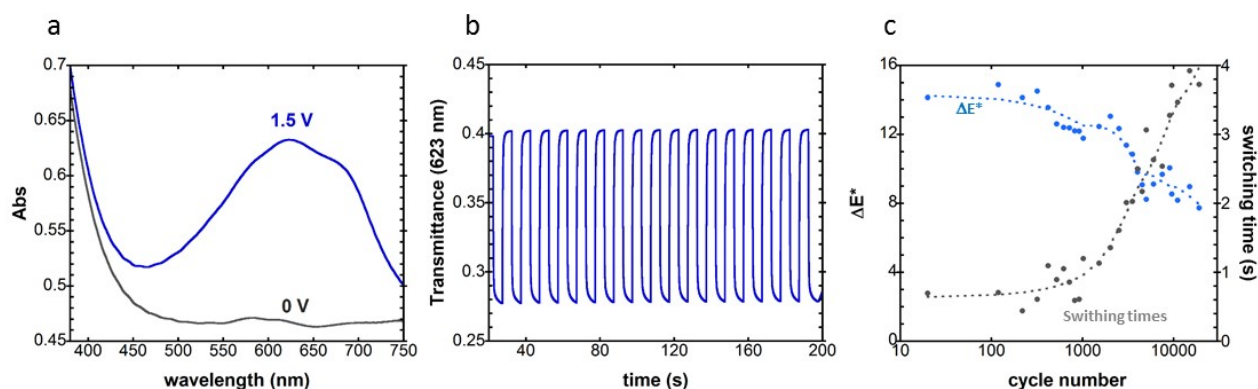 a
0.7
0.65
0.6
0.55
0.5
0.45
Abs
1.5 V
0 V
400 450 500 550 600 650 700 750
wavelength (nm)
b
0.45
0.4
0.35
0.3
0.25
Transmittance (623 nm)
40 80 120 160 200
time (s)
c
16
12
8
4
0
ΔE*
ΔE*
Swithing times
4
3
2
1
0
switching time (s)
10 100 1000 10000
cycle number